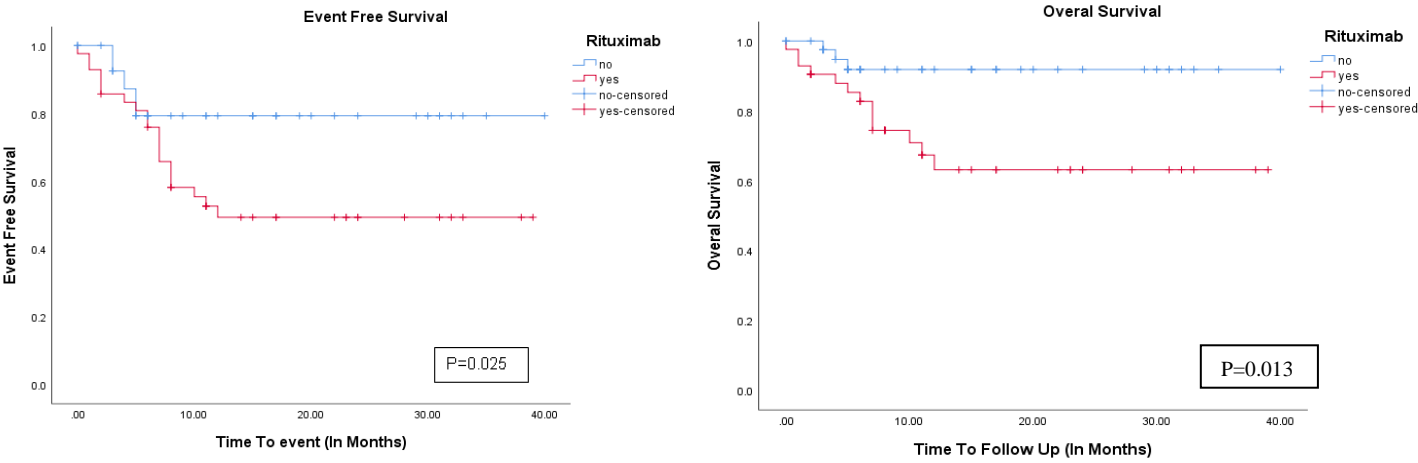 Event Free Survival
Event Free Survival
1.0
0.8
0.6
0.4
0.2
0.0
.00 10.00 20.00 30.00 40.00
Time To event (In Months)
P=0.025
Rituximab
no
yes
no-censored
yes-censored
Overal Survival
Overal Survival
1.0
0.8
0.6
0.4
0.2
0.0
.00 10.00 20.00 30.00 40.00
Time To Follow Up (In Months)
P=0.013
Rituximab
no
yes
no-censored
yes-censored